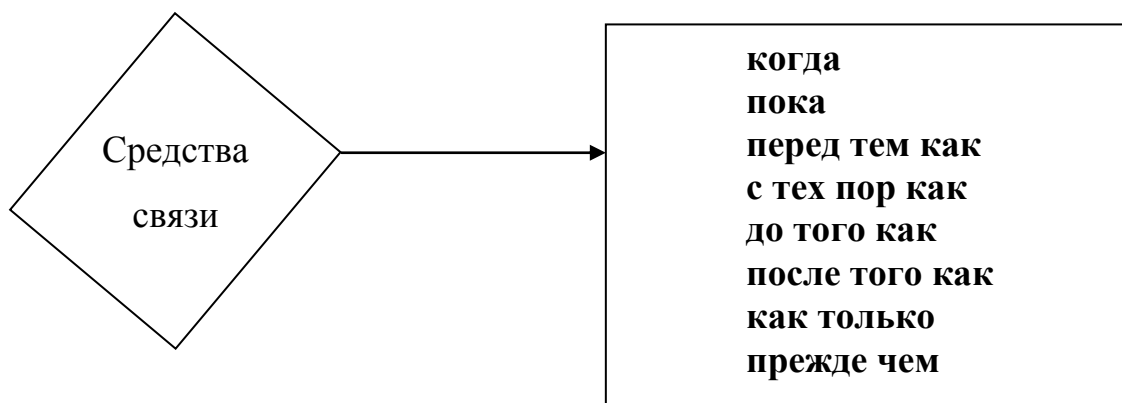 Средства
связи
когда
пока
перед тем как
с тех пор как
до того как
после того как
как только
прежде чем